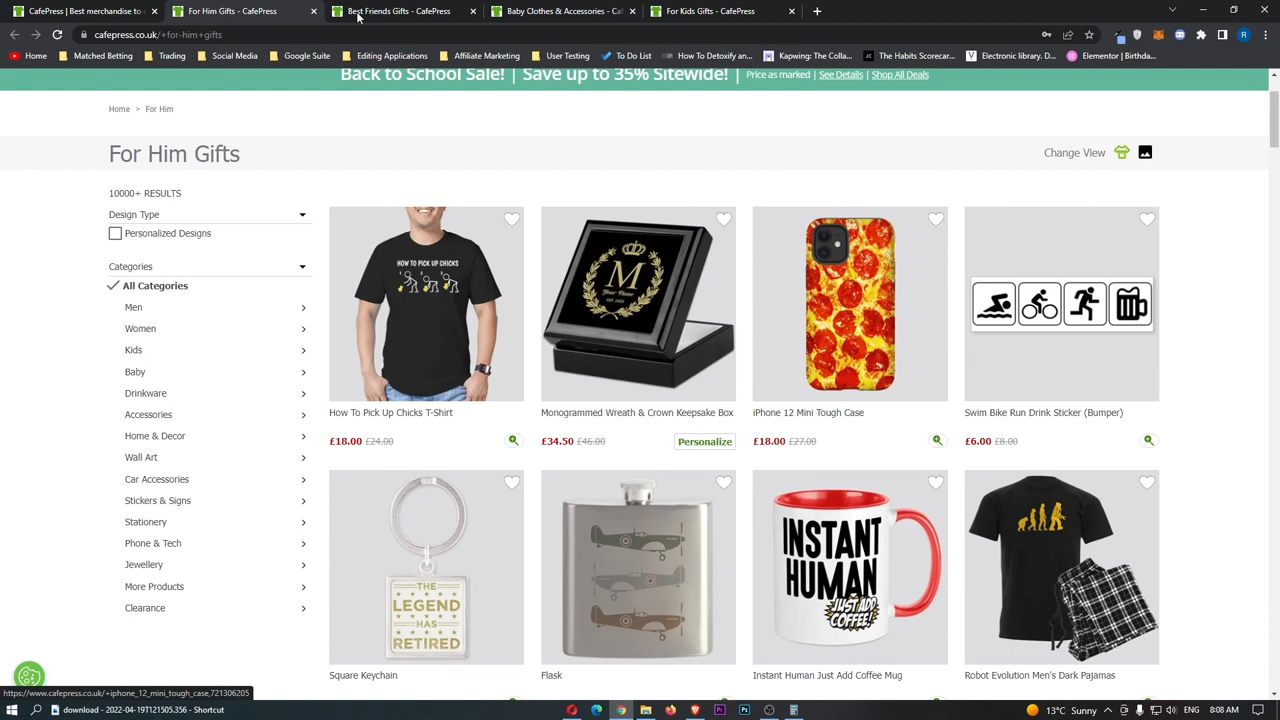 CafePress | Best merch, gifts
For Him Gifts - CafePress
Best Friends Gifts - CafePress
Baby Clothes & Accessories - Ca
For Kids Gifts - CafePress
cafepress.co.uk/+for-him+gifts
R
Home
Matched Betting
Trading
Social Media
Google Suite
Editing Applications
Affiliate Marketing
User Testing
To Do List
How To Detoxify an...
Kapwing: The Colla...
The Habits Scorecar...
Electronic library. D...
Elementor | Birthda...
Back to School Sale! | Save up to 35% Sitewide! | Price as marked | See Details | Shop All Deals
Home > For Him
For Him Gifts
Change View
10000+ RESULTS
Design Type
Personalized Designs
Categories
All Categories
Men
Women
Kids
Baby
Drinkware
Accessories
Home & Decor
Wall Art
Car Accessories
Stickers & Signs
Stationery
Phone & Tech
Jewellery
More Products
Clearance
HOW TO PICK UP CHICKS
How To Pick Up Chicks T-Shirt
£18.00 £24.00
M
Your Name
Monogrammed Wreath & Crown Keepsake Box
£34.50 £46.00
Personalize
iPhone 12 Mini Tough Case
£18.00 £27.00
Swim Bike Run Drink Sticker (Bumper)
£6.00 £8.00
THE
LEGEND
HAS
RETIRED
Square Keychain
Flask
INSTANT
HUMAN
JUST ADD
COFFEE!
Instant Human Just Add Coffee Mug
Robot Evolution Men's Dark Pajamas
https://www.cafepress.co.uk/+iphone_12_mini_tough_case,721306205
download - 2022-04-19T121505.356 - Shortcut
13°C Sunny
8:08 AM